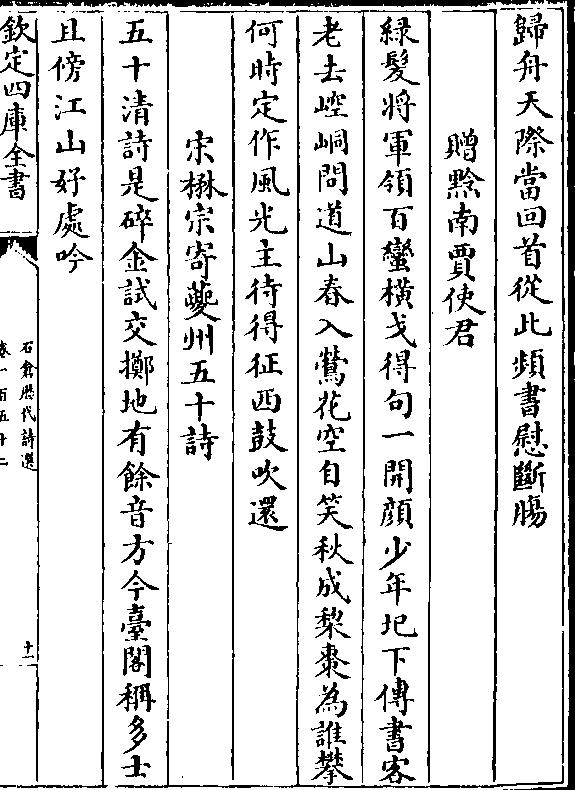 歸舟天際當回首從此頻書慰斷腸
贈黔南賈使君
綠髮將軍領百蠻橫戈得句一開顔少年圯下傳書客
老去崆峒問道山春入鶯花空自笑秋成梨棗為誰攀
何時定作風光主待得征西鼓吹還
宋楙宗寄夔州五十詩
五十清詩是碎金試交擲地有餘音方今臺閣稱多士
且傍江山好處吟
欽定四庫全書
石倉歷代詩選
卷一百五十二
十一